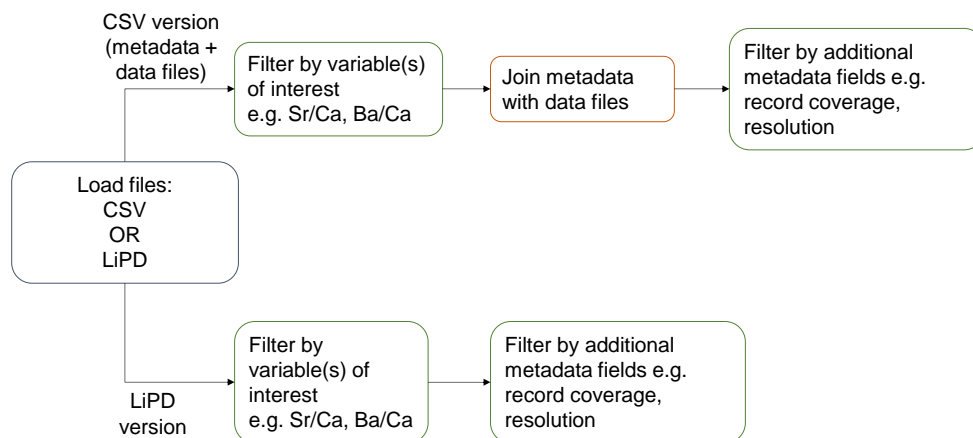 CSV version
(metadata +
data files)
Filter by variable(s)
of interest
e.g. Sr/Ca, Ba/Ca
Join metadata
with data files
Filter by additional
metadata fields e.g.
record coverage,
resolution
Load files:
CSV
OR
LiPD
LiPD
version
Filter by
variable(s) of
interest
e.g. Sr/Ca, Ba/Ca
Filter by additional
metadata fields e.g.
record coverage,
resolution